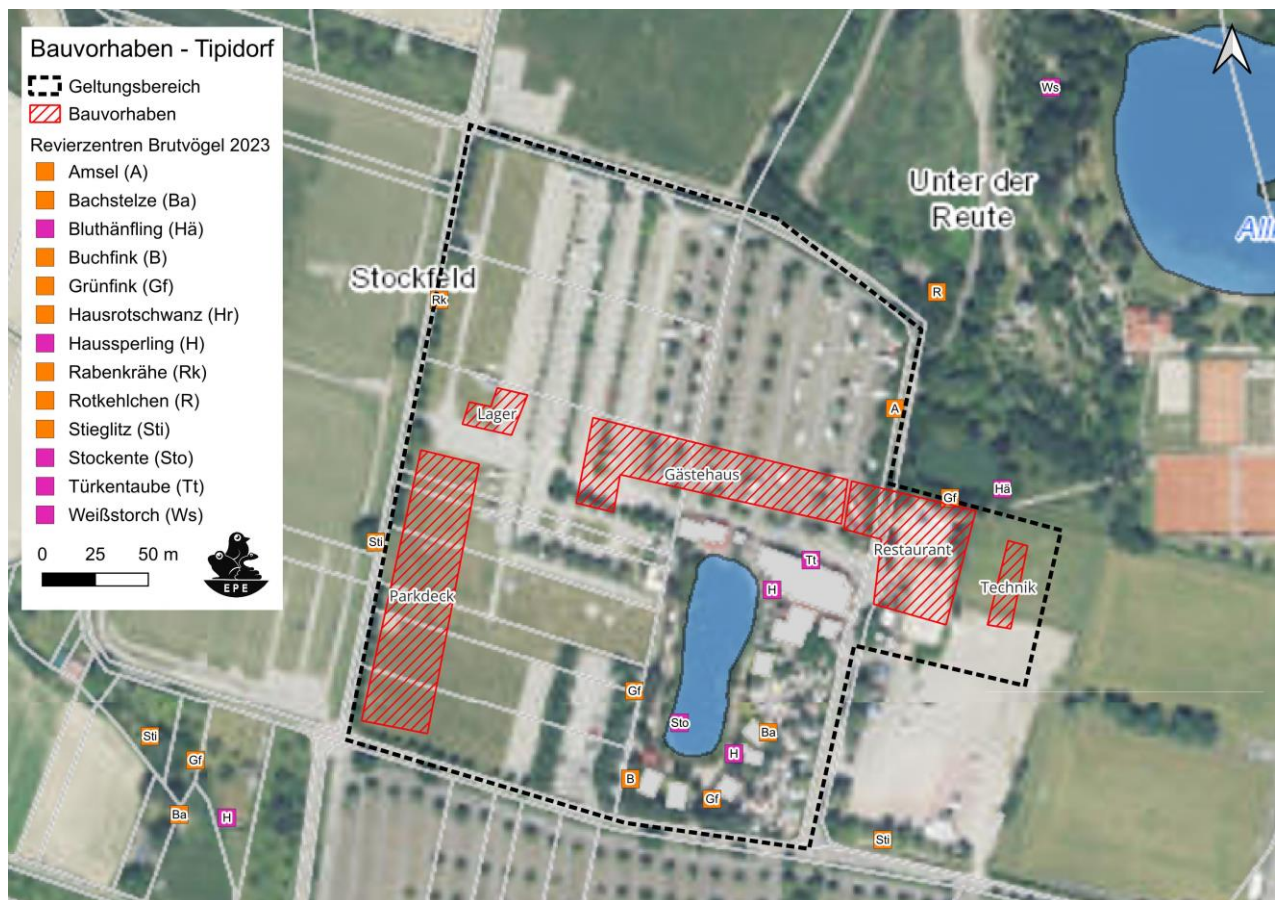 Bauvorhaben - Tipidorf
Geltungsbereich
Bauvorhaben
Revierzentren Brutvögel 2023
Amsel (A)
Bachstelze (Ba)
Bluthänfling (Hä)
Buchfink (B)
Grünfink (Gf)
Hausrotschwanz (Hr)
Haussperling (H)
Rabenkrähe (Rk)
Rotkehlchen (R)
Stieglitz (Sti)
Stockente (Sto)
Türkentaube (Tt)
Weißstorch (Ws)
0 25 50 m
EPE
Ws
Unter der
Reute
All
Stockfeld
Rk
R
A
Lager
Gästehaus
Gf
Hä
Restaurant
Sti
Tt
H
Technik
Parkdeck
Gf
Sto
Ba
H
Sti
Gf
B
Gf
Ba
H
Sti